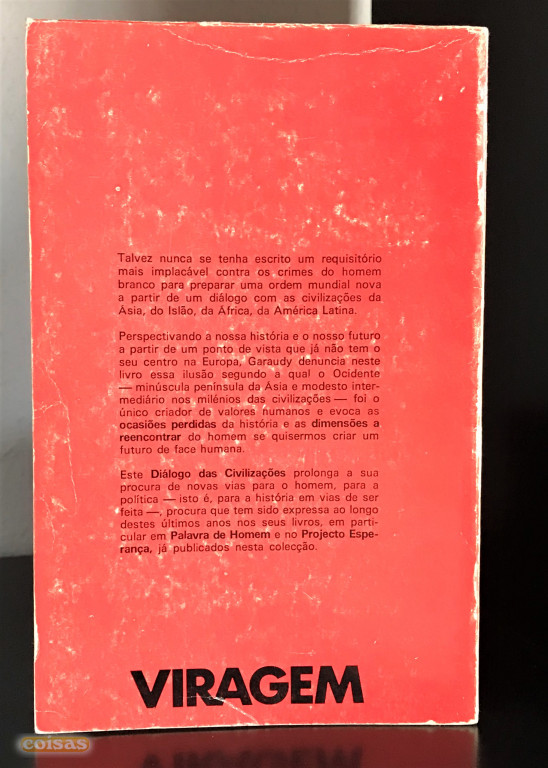 Talvez nunca se tenha escrito um requisitório
mais implacável contra os crimes do homem
branco para preparar uma ordem mundial nova
a partir de um diálogo com as civilizações da
Ásia, do Islão, da África, da América Latina.
Perspectivando a nossa história e o nosso futuro
a partir de um ponto de vista que já não tem o
seu centro na Europa, Garaudy denuncia neste
livro essa ilusão segundo a qual o Ocidente
— minúscula península da Ásia e modesto inter-
mediário nos milénios das civilizações — foi o
único criador de valores humanos e evoca as
ocasiões perdidas da história e as dimensões a
reencontrar do homem se quisermos criar um
futuro de face humana.
Este Diálogo das Civilizações prolonga a sua
procura de novas vias para o homem, para a
política — isto é, para a história em vias de ser
feita —, procura que tem sido expressa ao longo
destes últimos anos nos seus livros, em parti-
cular em Palavra de Homem e no Projecto Espe-
rança, já publicados nesta colecção.
VIRAGEM
coisas